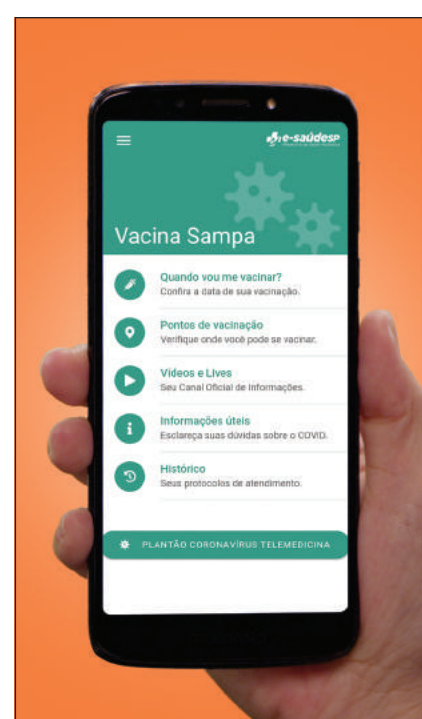 e-saúdeSP
Vacina Sampa
Quando vou me vacinar?
Confira a data de sua vacinação.
Pontos de vacinação
Verifique onde você pode se vacinar.
Vídeos e Lives
Seu Canal Oficial de Informações.
Informações úteis
Esclareça suas dúvidas sobre o COVID.
Histórico
Seus protocolos de atendimento.
PLANTÃO CORONAVÍRUS TELEMEDICINA